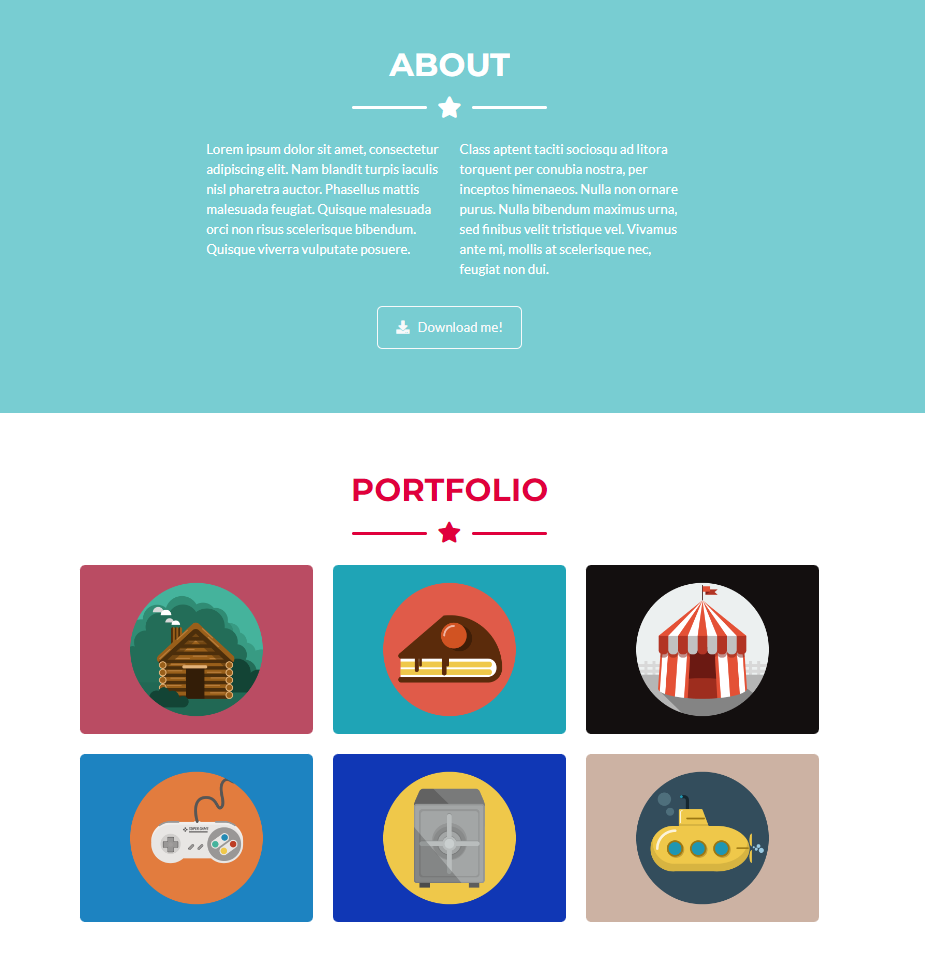 ABOUT
Lorem ipsum dolor sit amet, consectetur
adipiscing elit. Nam blandit turpis iaculis
nisl pharetra auctor. Phasellus mattis
malesuada feugiat. Quisque malesuada
orci non risus scelerisque bibendum.
Quisque viverra vulputate posuere.
Class aptent taciti sociosqu ad litora
torquent per conubia nostra, per
inceptos himenaeos. Nulla non ornare
purus. Nulla bibendum maximus urna,
sed finibus velit tristique vel. Vivamus
ante mi, mollis at scelerisque nec,
feugiat non dui.
Download me!
PORTFOLIO